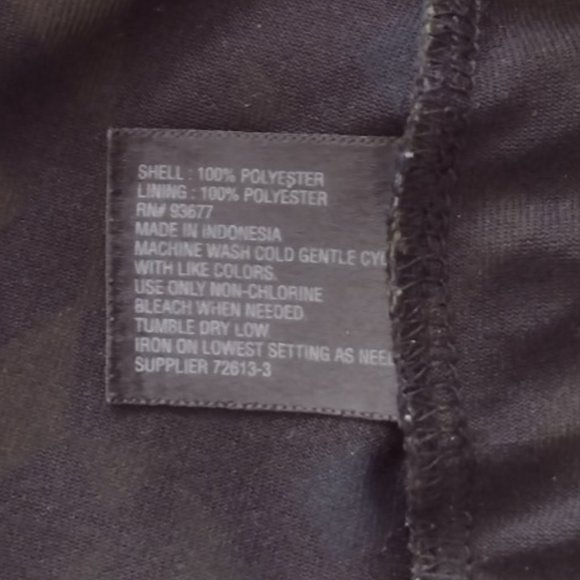 SHELL : 100% POLYESTER
LINING : 100% POLYESTER
RN# 93677
MADE IN INDONESIA
MACHINE WASH COLD GENTLE CYC
WITH LIKE COLORS.
USE ONLY NON-CHLORINE
BLEACH WHEN NEEDED.
TUMBLE DRY LOW
IRON ON LOWEST SETTING AS NEE
SUPPLIER 72613-3